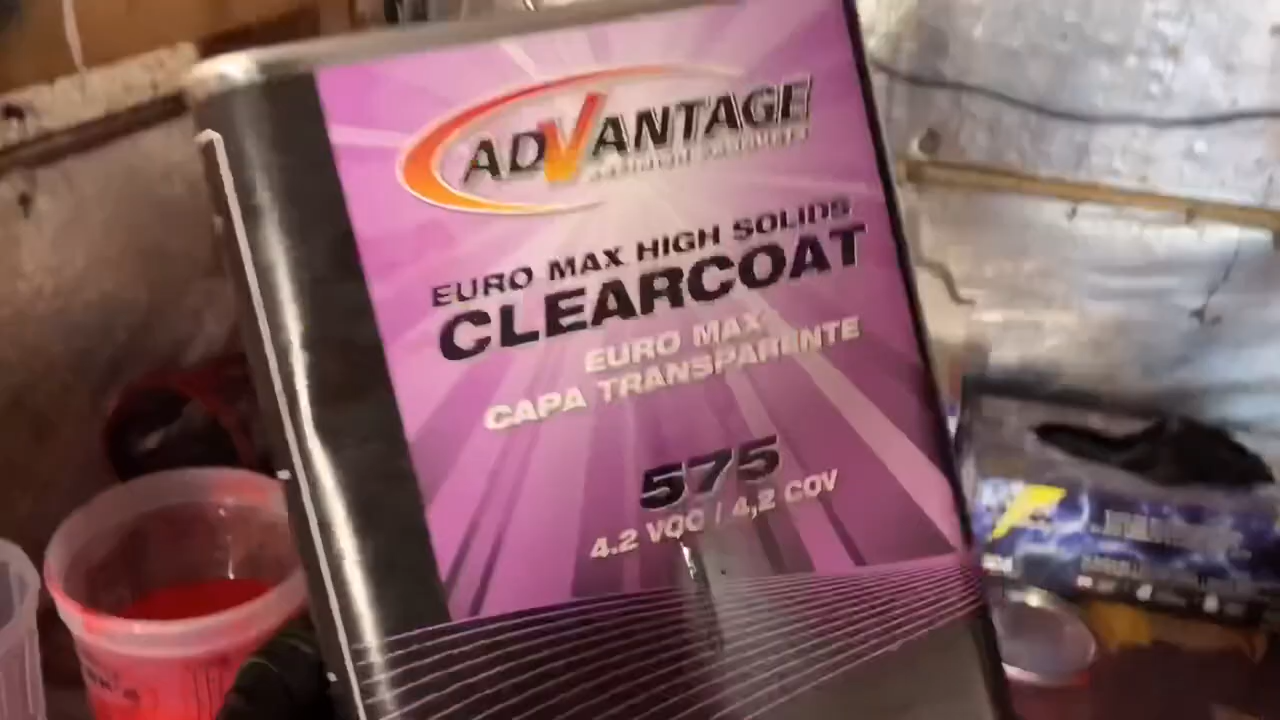 ADVANTAGE
EURO MAX HIGH SOLIDS
CLEARCOAT
EURO MAX
CAPA TRANSPARENTE
575
4.2 VOC / 4,2 COV